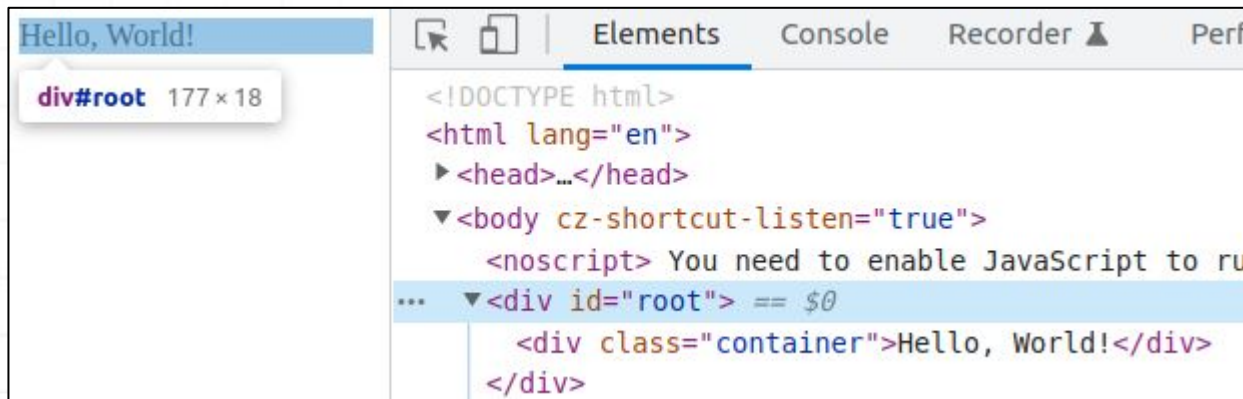 Hello, World!
div#root 177 × 18
Elements Console Recorder Perf
<!DOCTYPE html>
<html lang="en">
<head>…</head>
<body cz-shortcut-listen="true">
<noscript> You need to enable JavaScript to ru
<div id="root"> == $0
<div class="container">Hello, World!</div>
</div>